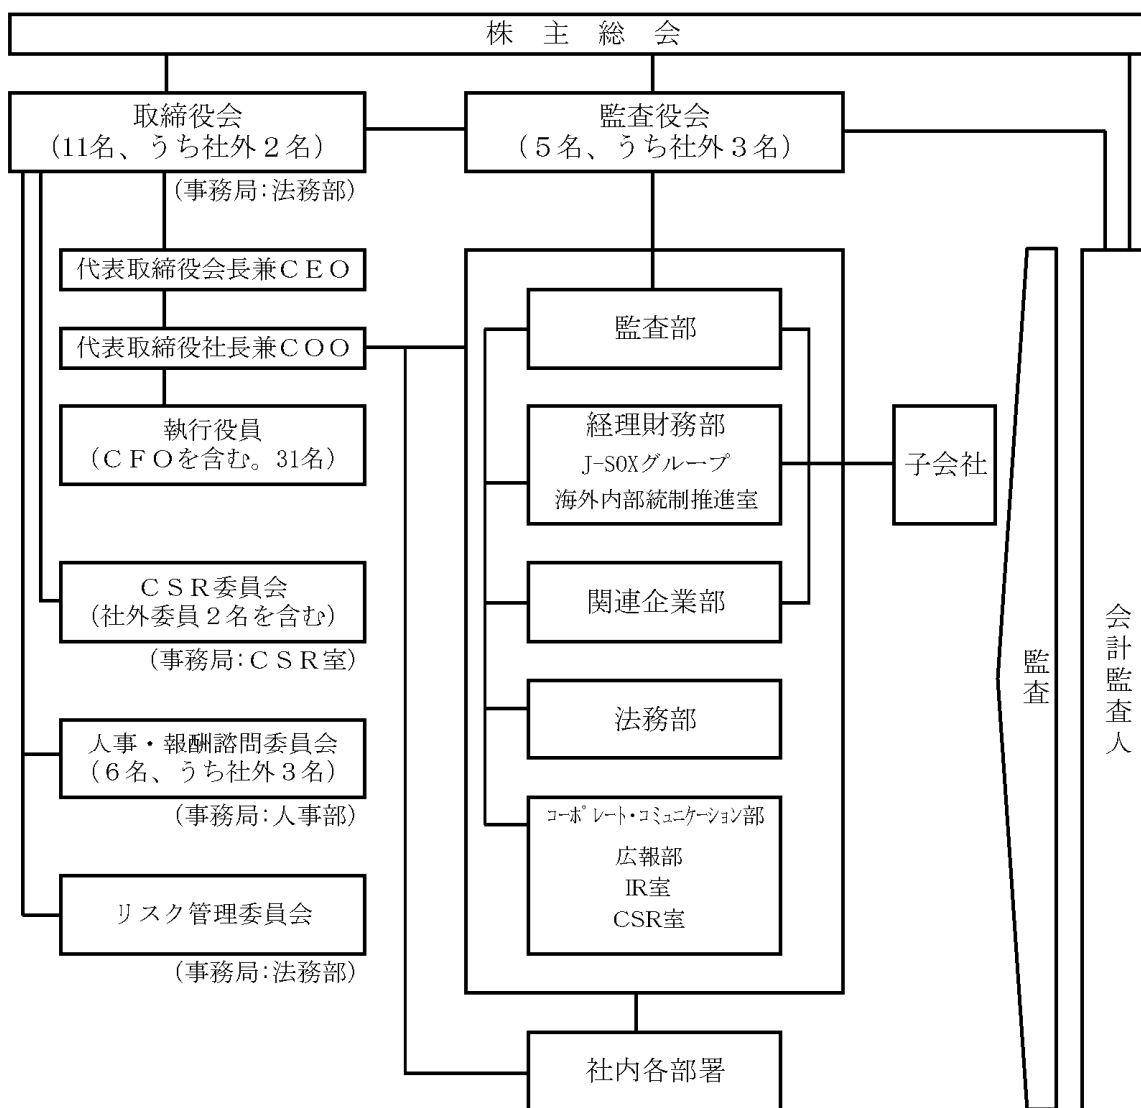 株主総会
取締役会
(11名、うち社外２名)
(事務局:法務部)
監査役会
(５名、うち社外３名)
代表取締役会長兼ＣＥＯ
代表取締役社長兼ＣＯＯ
執行役員
(ＣＦＯを含む。31名)
ＣＳＲ委員会
(社外委員２名を含む)
(事務局:ＣＳＲ室)
人事・報酬諮問委員会
(６名、うち社外３名)
(事務局:人事部)
リスク管理委員会
(事務局:法務部)
監査部
経理財務部
J-SOXグループ
海外内部統制推進室
関連企業部
法務部
ｺｰﾎﾟﾚｰﾄ・ｺﾐｭﾆｹｰｼｮﾝ部
広報部
IR室
CSR室
社内各部署
子会社
監査
会計監査人